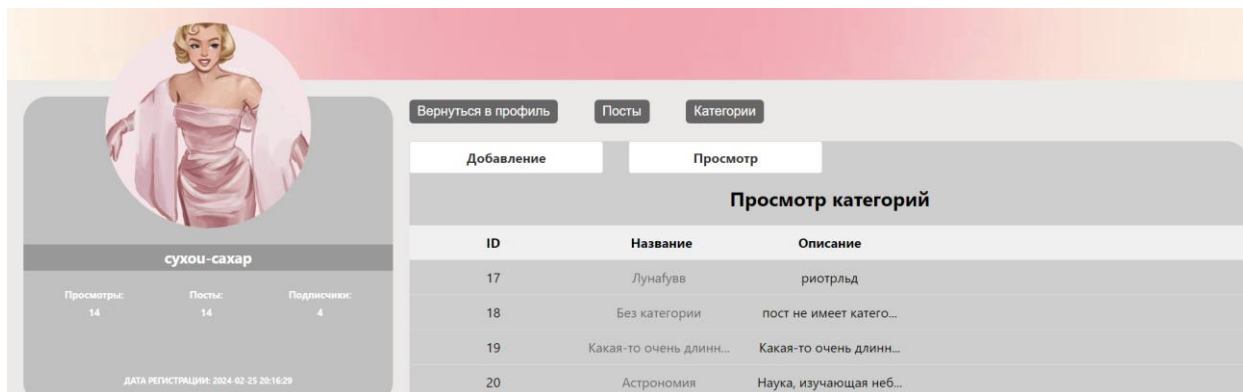 Вернуться в профиль Посты Категории
Добавление Просмотр
Просмотр категорий
ID Название Описание
17 Лунаfувв риотрльд
18 Без категории пост не имеет катего...
19 Какая-то очень длинн... Какая-то очень длинн...
20 Астрономия Наука, изучающая неб...
сухои-сахар
Просмотры: Посты: Подписчики:
14 14 4
ДАТА РЕГИСТРАЦИИ: 2024-02-25 20:16:29